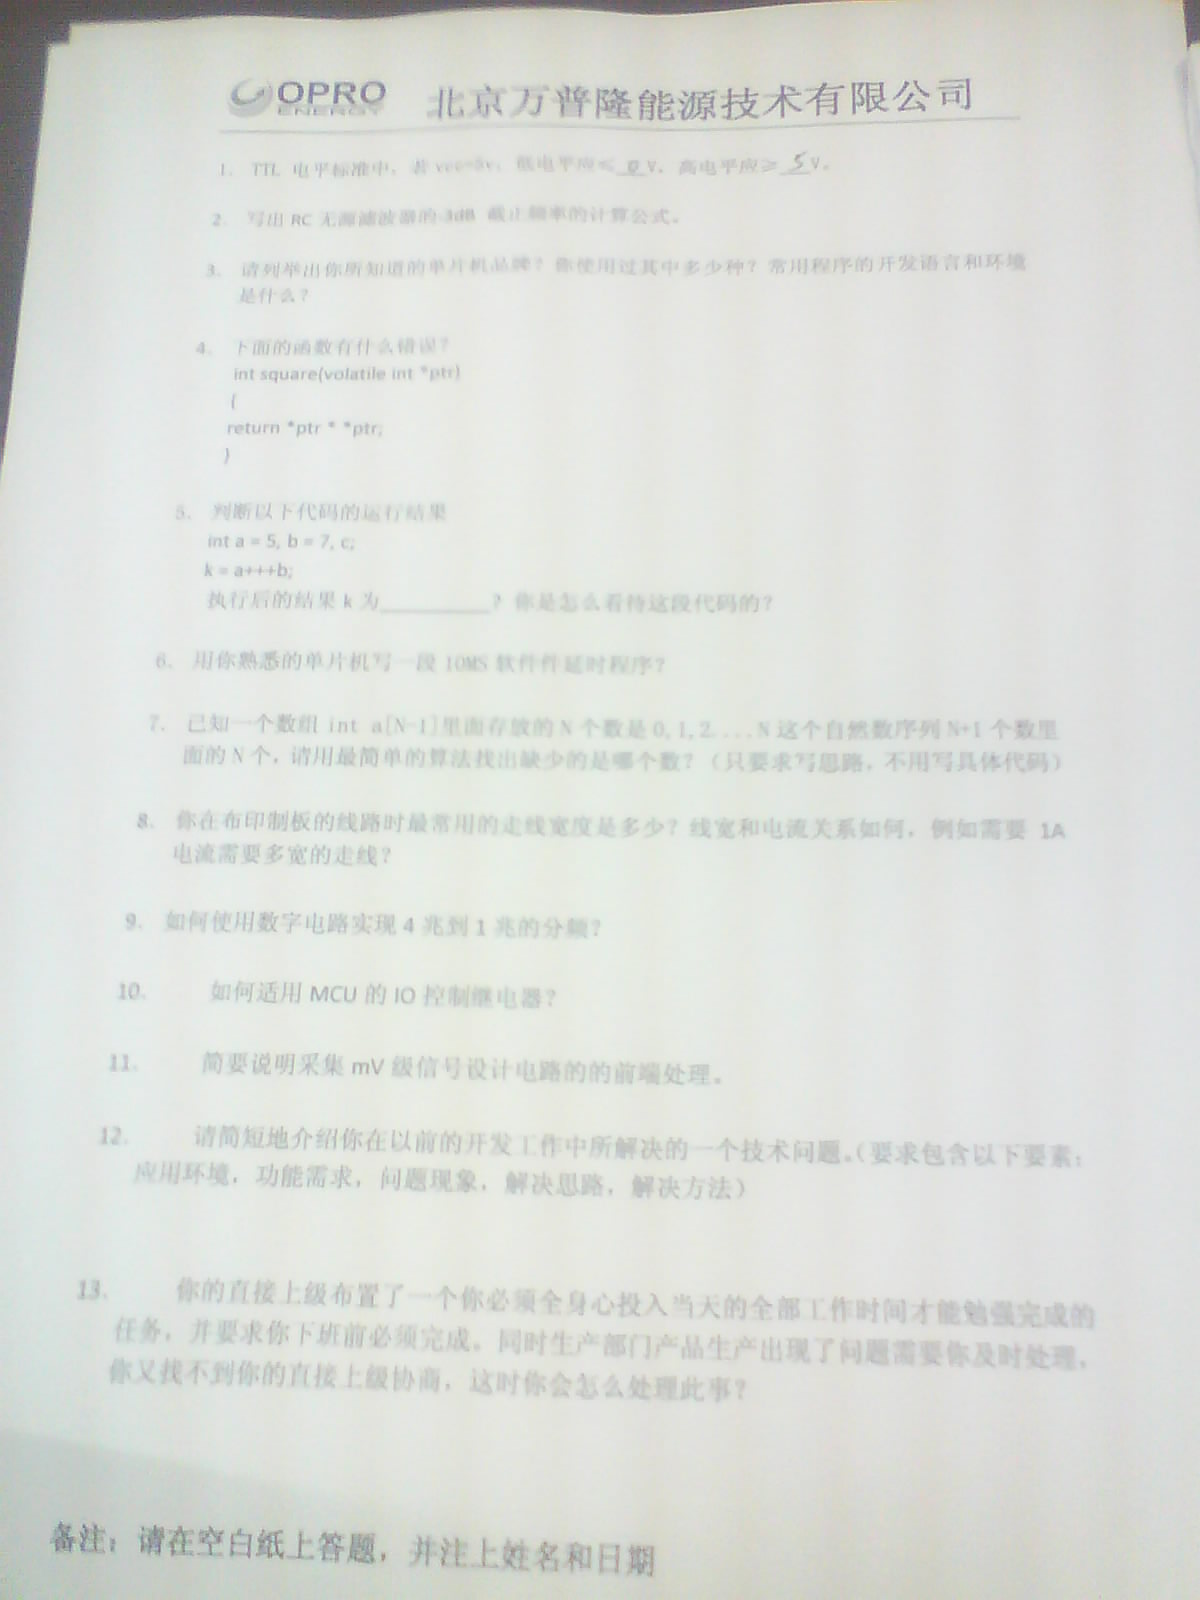 OPRO
ENERGY
北京万普隆能源技术有限公司
1. TTL 电平标准中，若 vcc=5v，低电平应≤ 0 V，高电平应≥ 5 V。
2. 写出 RC 无源滤波器的-3dB 截止频率的计算公式。
3. 请列举出你所知道的单片机品牌？你使用过其中多少种？常用程序的开发语言和环境
是什么？
4. 下面的函数有什么错误？
int square(volatile int *ptr)
{
return *ptr * *ptr;
}
5. 判断以下代码的运行结果
int a = 5, b = 7, c;
k = a+++b;
执行后的结果 k 为__________？你是怎么看待这段代码的？
6. 用你熟悉的单片机写一段 10MS 软件件延时程序？
7. 已知一个数组 int a[N-1]里面存放的 N 个数是 0,1,2....N 这个自然数序列 N+1 个数里
面的 N 个，请用最简单的算法找出缺少的是哪个数？（只要求写思路，不用写具体代码）
8. 你在布印制板的线路时最常用的走线宽度是多少？线宽和电流关系如何，例如需要 1A
电流需要多宽的走线？
9. 如何使用数字电路实现 4 兆到 1 兆的分频？
10. 如何适用 MCU 的 IO 控制继电器？
11. 简要说明采集 mV 级信号设计电路的的前端处理。
12. 请简短地介绍你在以前的开发工作中所解决的一个技术问题。（要求包含以下要素：
应用环境，功能需求，问题现象，解决思路，解决方法）
13. 你的直接上级布置了一个你必须全身心投入当天的全部工作时间才能勉强完成的
任务，并要求你下班前必须完成。同时生产部门产品生产出现了问题需要你及时处理，
你又找不到你的直接上级协商，这时你会怎么处理此事？
备注：请在空白纸上答题，并注上姓名和日期